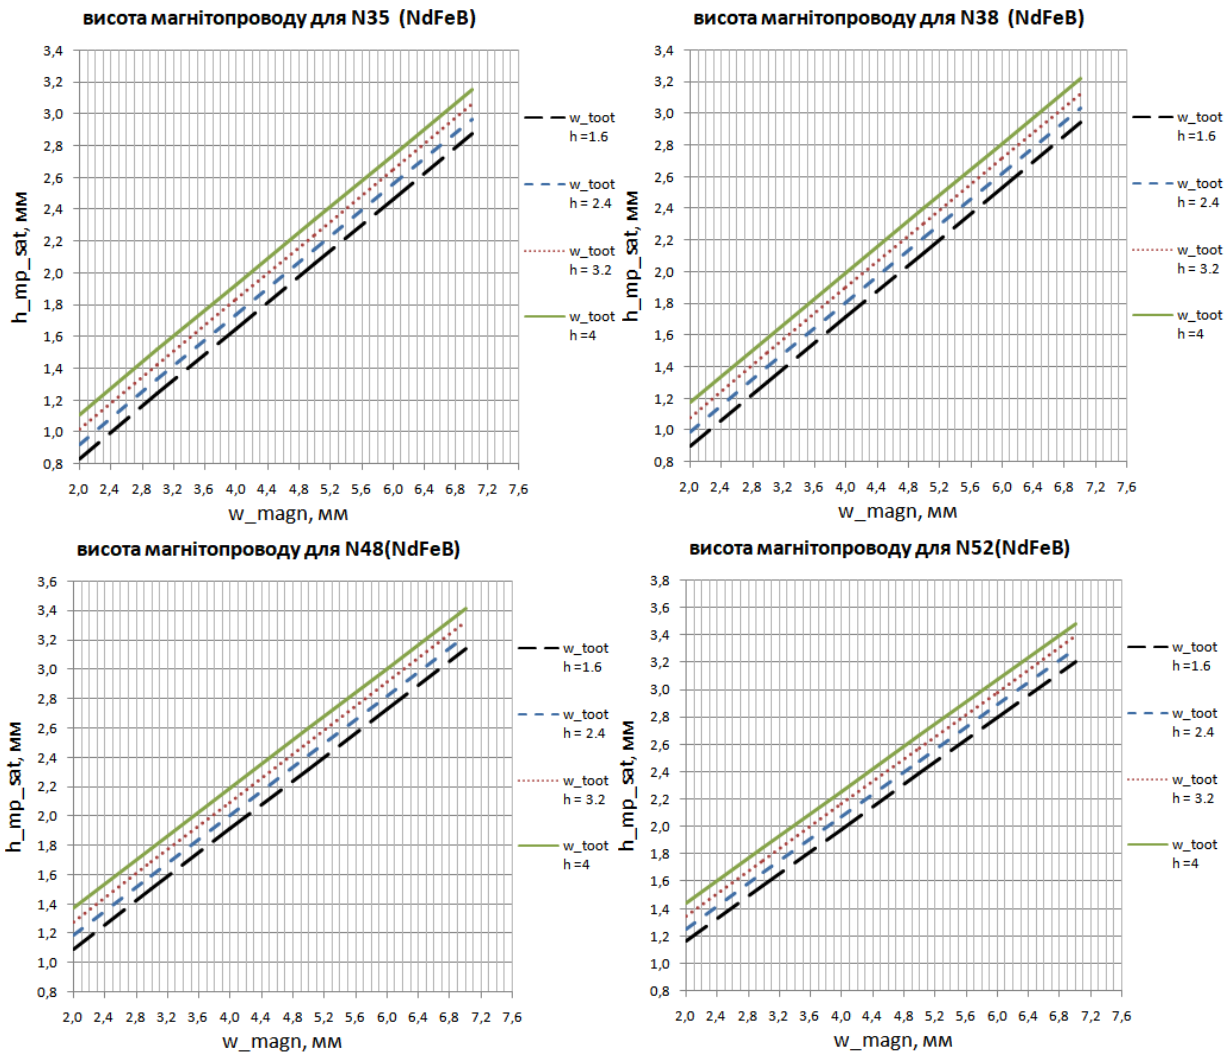 висота магнітопроводу для N35 (NdFeB)
3,4
3,2
3,0
2,8
2,6
2,4
2,2
2,0
1,8
1,6
1,4
1,2
1,0
0,8
h_mp_sat, мм
2,0 2,4 2,8 3,2 3,6 4,0 4,4 4,8 5,2 5,6 6,0 6,4 6,8 7,2 7,6
w_magn, мм
w_toot
h =1.6
w_toot
h = 2.4
w_toot
h = 3.2
w_toot
h =4
висота магнітопроводу для N38 (NdFeB)
3,4
3,2
3,0
2,8
2,6
2,4
2,2
2,0
1,8
1,6
1,4
1,2
1,0
0,8
h_mp_sat, мм
2,0 2,4 2,8 3,2 3,6 4,0 4,4 4,8 5,2 5,6 6,0 6,4 6,8 7,2 7,6
w_magn, мм
w_toot
h =1.6
w_toot
h = 2.4
w_toot
h = 3.2
w_toot
h =4
висота магнітопроводу для N48(NdFeB)
3,6
3,4
3,2
3,0
2,8
2,6
2,4
2,2
2,0
1,8
1,6
1,4
1,2
1,0
0,8
h_mp_sat, мм
2,0 2,4 2,8 3,2 3,6 4,0 4,4 4,8 5,2 5,6 6,0 6,4 6,8 7,2 7,6
w_magn, мм
w_toot
h =1.6
w_toot
h = 2.4
w_toot
h = 3.2
w_toot
h =4
висота магнітопроводу для N52(NdFeB)
3,8
3,6
3,4
3,2
3,0
2,8
2,6
2,4
2,2
2,0
1,8
1,6
1,4
1,2
1,0
0,8
h_mp_sat, мм
2,0 2,4 2,8 3,2 3,6 4,0 4,4 4,8 5,2 5,6 6,0 6,4 6,8 7,2 7,6
w_magn, мм
w_toot
h =1.6
w_toot
h = 2.4
w_toot
h = 3.2
w_toot
h =4